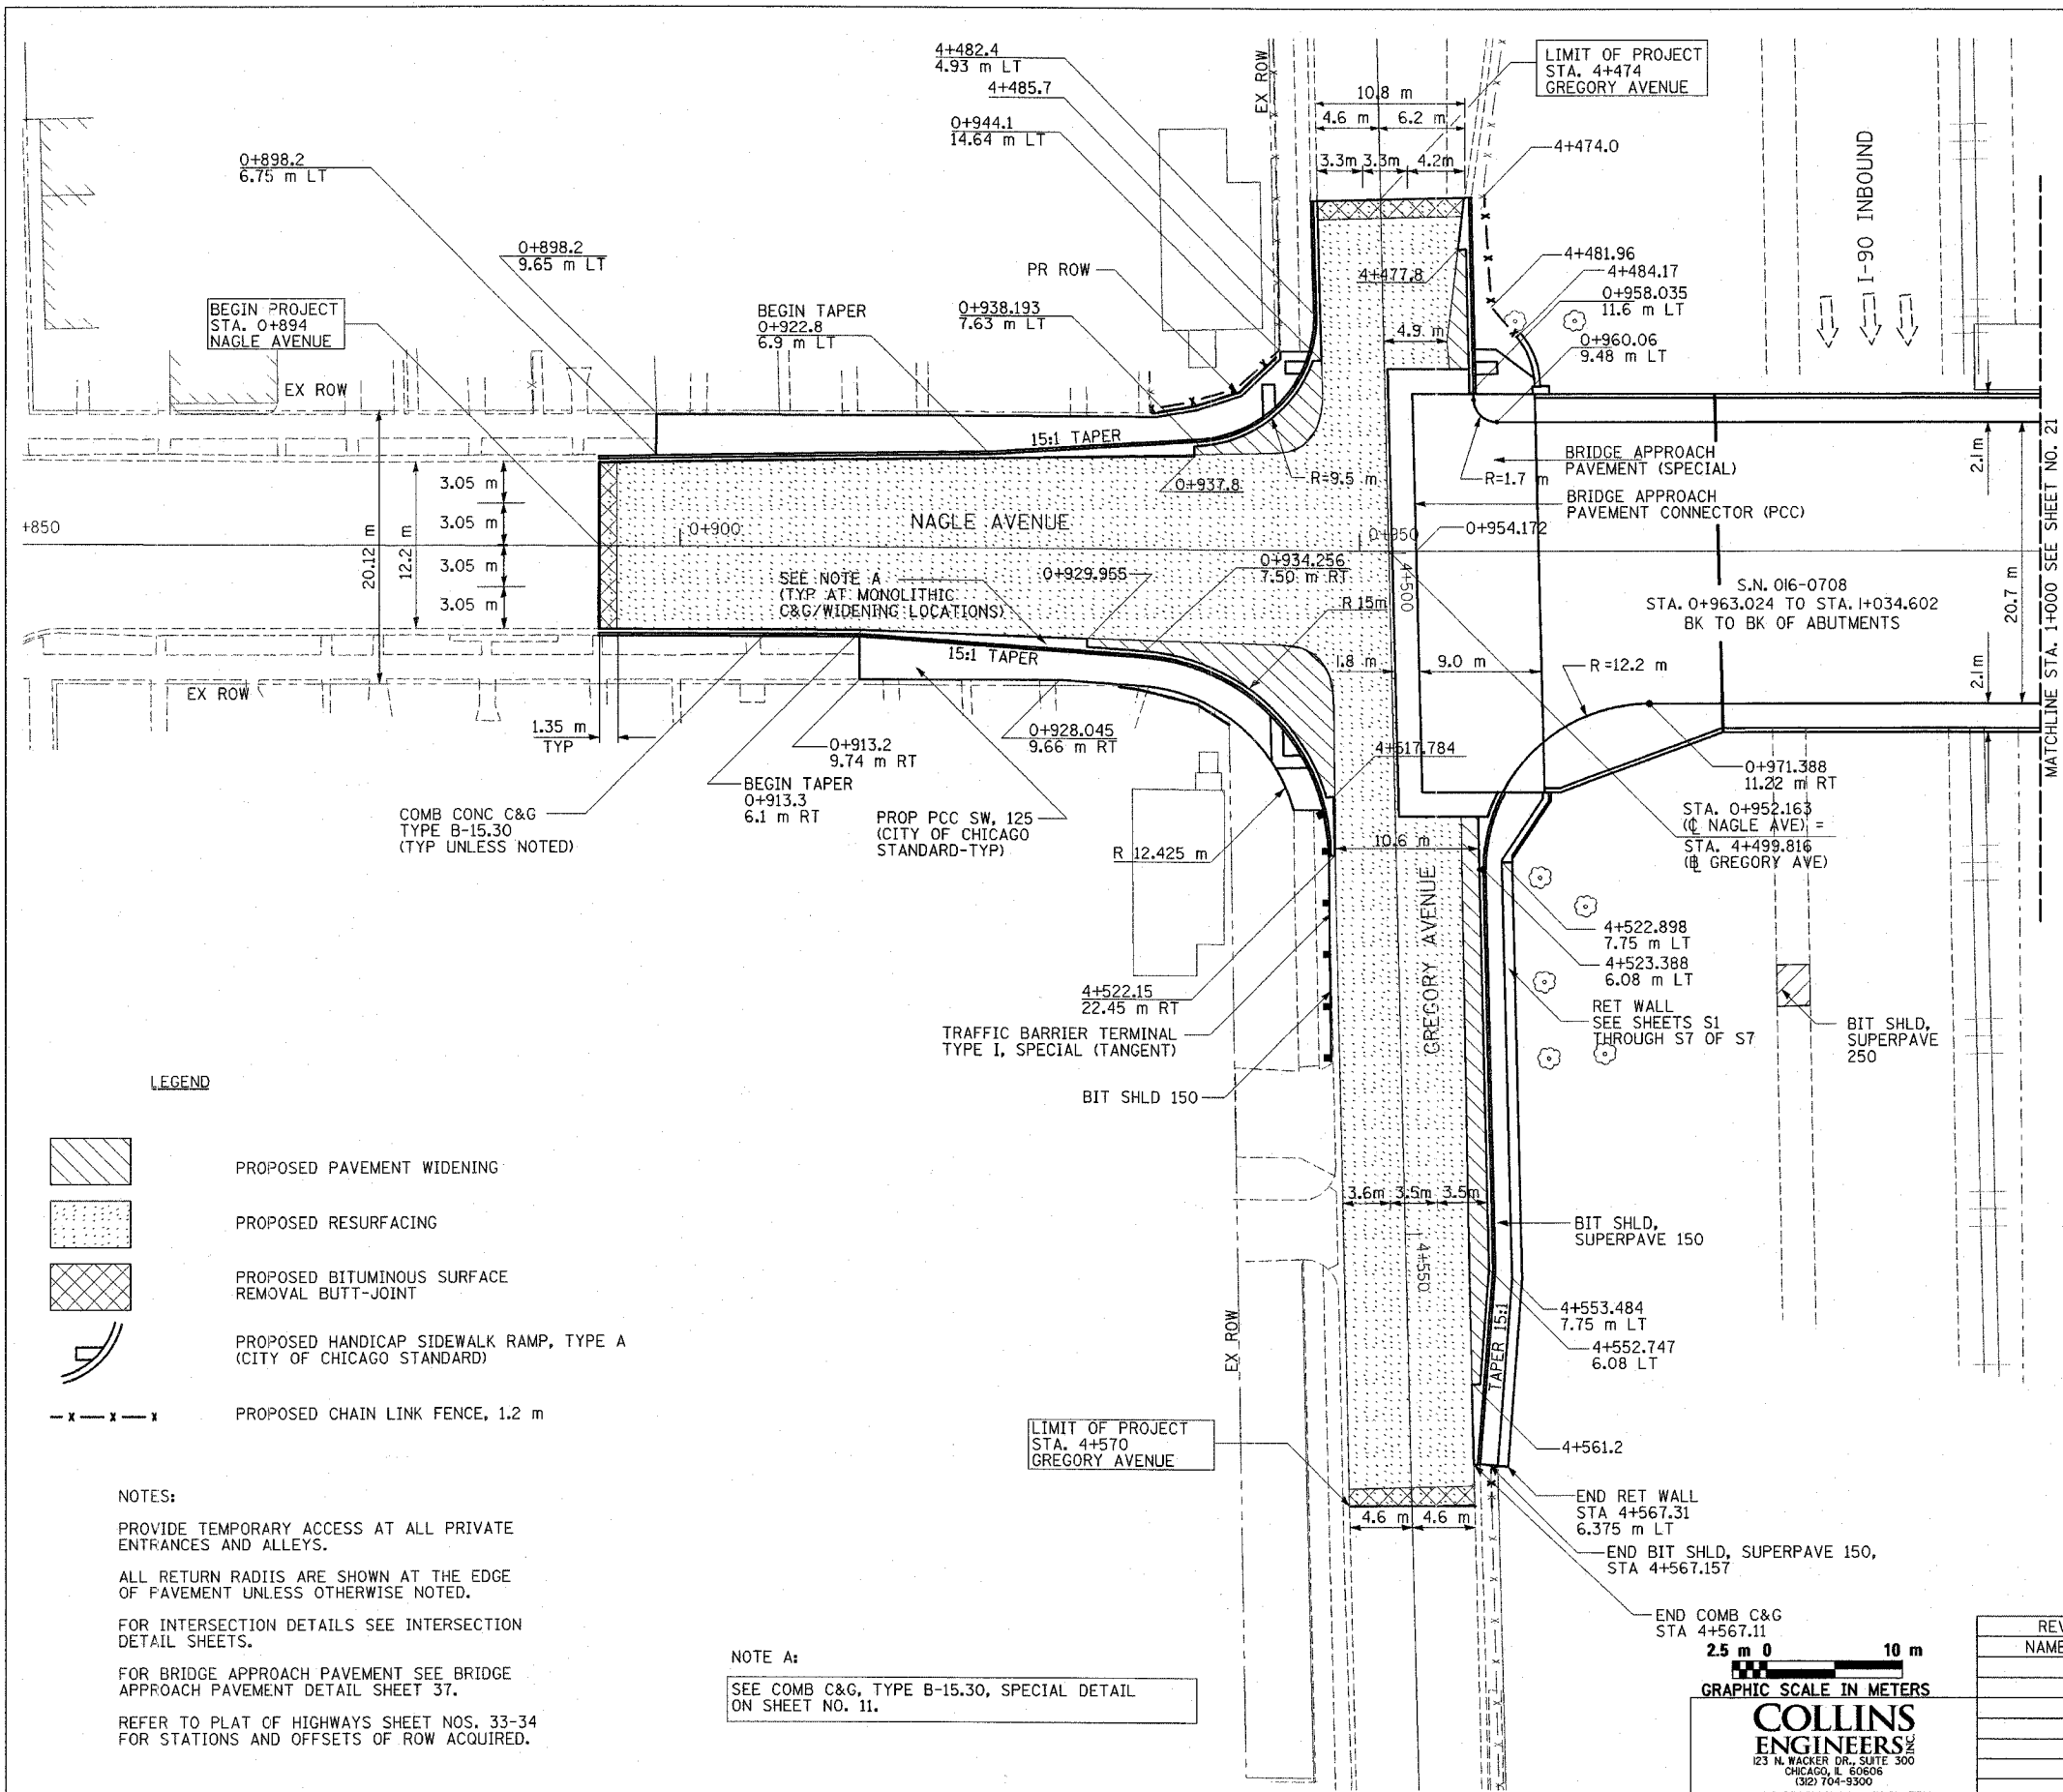 4+482.4
4.93 m LT
4+485.7
0+944.1
14.64 m LT
EX ROW
LIMIT OF PROJECT
STA. 4+474
GREGORY AVENUE
10.8 m
4.6 m
6.2 m
3.3m
3.3m
4.2m
4+474.0
I-90 INBOUND
0+898.2
6.75 m LT
0+898.2
9.65 m LT
PR ROW
4+477.8
4+481.96
4+484.17
0+958.035
11.6 m LT
BEGIN PROJECT
STA. 0+894
NAGLE AVENUE
BEGIN TAPER
0+922.8
6.9 m LT
0+938.193
7.63 m LT
4.9 m
0+960.06
9.48 m LT
EX ROW
15:1 TAPER
R=9.5 m
0+937.8
R=1.7 m
BRIDGE APPROACH
PAVEMENT (SPECIAL)
BRIDGE APPROACH
PAVEMENT CONNECTOR (PCC)
2.1m
MATCHLINE STA. 1+000 SEE SHEET NO. 21
3.05 m
3.05 m
3.05 m
3.05 m
+850
20.12 m
12.2 m
0+900
NAGLE AVENUE
0+950
0+954.172
SEE NOTE A
(TYP AT MONOLITHIC
C&G/WIDENING LOCATIONS)
0+929.955
0+934.256
7.50 m RT
4+500
R 15m
S.N. 016-0708
STA. 0+963.024 TO STA. 1+034.602
BK TO BK OF ABUTMENTS
20.7 m
15:1 TAPER
1.8 m
9.0 m
R =12.2 m
2.1m
EX ROW
1.35 m
TYP
0+913.2
9.74 m RT
0+928.045
9.66 m RT
4+517.784
BEGIN TAPER
0+913.3
6.1 m RT
0+971.388
11.22 m RT
COMB CONC C&G
TYPE B-15.30
(TYP UNLESS NOTED)
PROP PCC SW, 125
(CITY OF CHICAGO
STANDARD-TYP)
R 12.425 m
10.6 m
STA. 0+952.163
(℄ NAGLE AVE) =
STA. 4+499.816
(BL GREGORY AVE)
GREGORY AVENUE
4+522.898
7.75 m LT
4+523.388
6.08 m LT
4+522.15
22.45 m RT
TRAFFIC BARRIER TERMINAL
TYPE I, SPECIAL (TANGENT)
RET WALL
SEE SHEETS S1
THROUGH S7 OF S7
BIT SHLD,
SUPERPAVE
250
BIT SHLD 150
LEGEND
PROPOSED PAVEMENT WIDENING
PROPOSED RESURFACING
PROPOSED BITUMINOUS SURFACE
REMOVAL BUTT-JOINT
PROPOSED HANDICAP SIDEWALK RAMP, TYPE A
(CITY OF CHICAGO STANDARD)
PROPOSED CHAIN LINK FENCE, 1.2 m
3.6m
3.5m
3.5m
BIT SHLD,
SUPERPAVE 150
4+550
EX ROW
TAPER 15:1
4+553.484
7.75 m LT
4+552.747
6.08 LT
LIMIT OF PROJECT
STA. 4+570
GREGORY AVENUE
4+561.2
4.6 m
4.6 m
END RET WALL
STA 4+567.31
6.375 m LT
END BIT SHLD, SUPERPAVE 150,
STA 4+567.157
END COMB C&G
STA 4+567.11
NOTES:
PROVIDE TEMPORARY ACCESS AT ALL PRIVATE
ENTRANCES AND ALLEYS.
ALL RETURN RADIIS ARE SHOWN AT THE EDGE
OF PAVEMENT UNLESS OTHERWISE NOTED.
FOR INTERSECTION DETAILS SEE INTERSECTION
DETAIL SHEETS.
FOR BRIDGE APPROACH PAVEMENT SEE BRIDGE
APPROACH PAVEMENT DETAIL SHEET 37.
REFER TO PLAT OF HIGHWAYS SHEET NOS. 33-34
FOR STATIONS AND OFFSETS OF ROW ACQUIRED.
NOTE A:
SEE COMB C&G, TYPE B-15.30, SPECIAL DETAIL
ON SHEET NO. 11.
2.5 m 0 10 m
GRAPHIC SCALE IN METERS
COLLINS
ENGINEERS INC.
123 N. WACKER DR., SUITE 300
CHICAGO, IL 60606
(312) 704-9300
REV
NAME